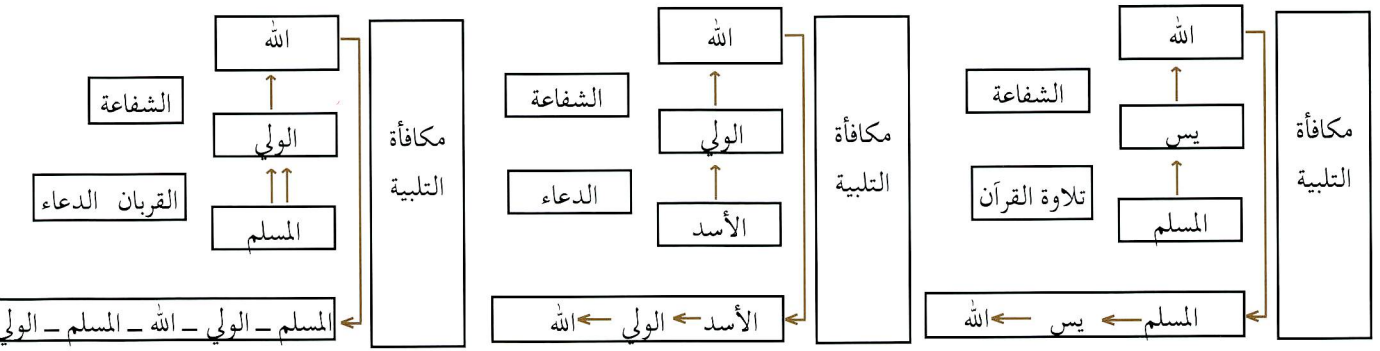 الله
الشفاعة
يس
تلاوة القرآن
المسلم
مكافأة
التلبية
المسلم يس الله
الله
الشفاعة
الولي
الدعاء
الأسد
مكافأة
التلبية
الأسد الولي الله
الله
الشفاعة
الولي
القربان الدعاء
المسلم
مكافأة
التلبية
المسلم – الولي – الله – المسلم – الولي